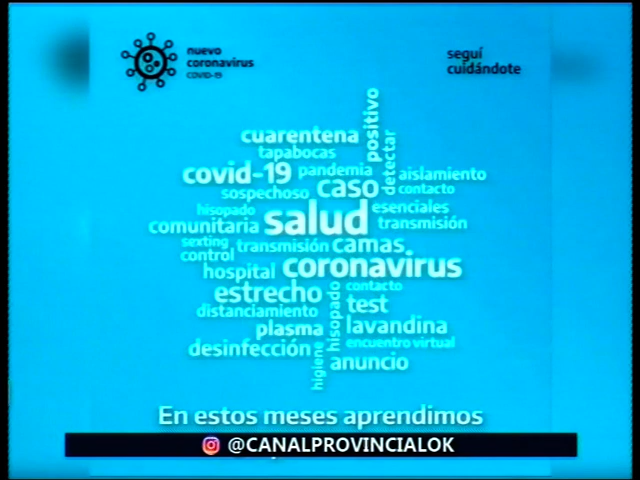 nuevo
coronavirus
COVID-19
seguí
cuidándote
positivo
cuarentena
tapabocas
detectar
covid-19
pandemia
aislamiento
sospechoso
caso
contacto
hisopado
salud
esenciales
comunitaria
transmisión
sexting
transmisión
camas
control
hospital
coronavirus
estrecho
hisopado
contacto
distanciamiento
test
plasma
lavandina
desinfección
encuentro virtual
higiene
anuncio
En estos meses aprendimos
@CANALPROVINCIALOK